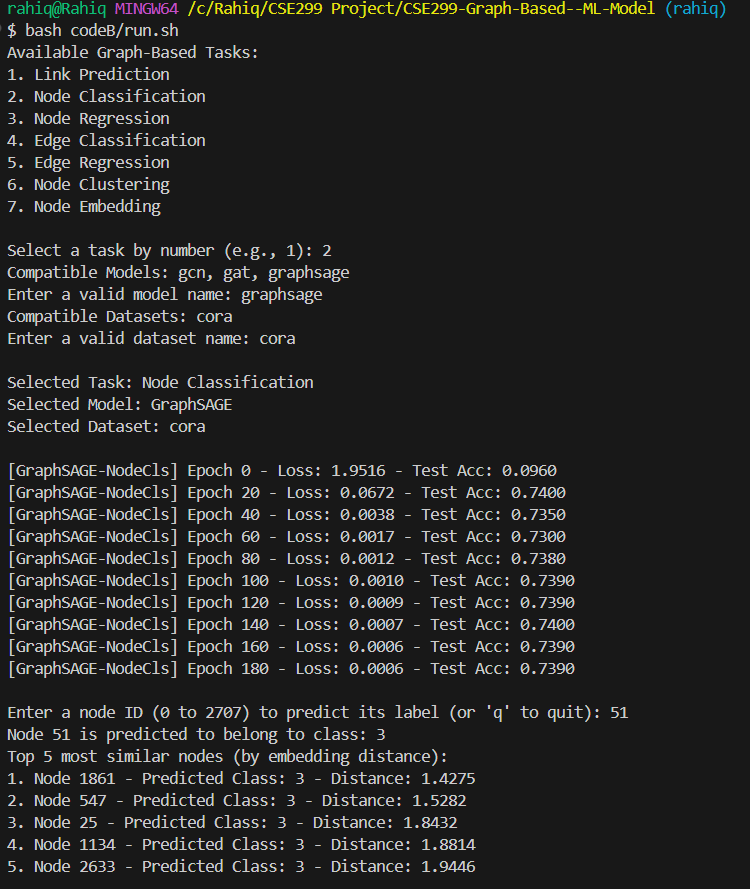 rahiq@Rahiq MINGW64 /c/Rahiq/CSE299 Project/CSE299-Graph-Based--ML-Model (rahiq)
$ bash codeB/run.sh
Available Graph-Based Tasks:
1. Link Prediction
2. Node Classification
3. Node Regression
4. Edge Classification
5. Edge Regression
6. Node Clustering
7. Node Embedding
Select a task by number (e.g., 1): 2
Compatible Models: gcn, gat, graphsage
Enter a valid model name: graphsage
Compatible Datasets: cora
Enter a valid dataset name: cora
Selected Task: Node Classification
Selected Model: GraphSAGE
Selected Dataset: cora
[GraphSAGE-NodeCls] Epoch 0 - Loss: 1.9516 - Test Acc: 0.0960
[GraphSAGE-NodeCls] Epoch 20 - Loss: 0.0672 - Test Acc: 0.7400
[GraphSAGE-NodeCls] Epoch 40 - Loss: 0.0038 - Test Acc: 0.7350
[GraphSAGE-NodeCls] Epoch 60 - Loss: 0.0017 - Test Acc: 0.7300
[GraphSAGE-NodeCls] Epoch 80 - Loss: 0.0012 - Test Acc: 0.7380
[GraphSAGE-NodeCls] Epoch 100 - Loss: 0.0010 - Test Acc: 0.7390
[GraphSAGE-NodeCls] Epoch 120 - Loss: 0.0009 - Test Acc: 0.7390
[GraphSAGE-NodeCls] Epoch 140 - Loss: 0.0007 - Test Acc: 0.7400
[GraphSAGE-NodeCls] Epoch 160 - Loss: 0.0006 - Test Acc: 0.7390
[GraphSAGE-NodeCls] Epoch 180 - Loss: 0.0006 - Test Acc: 0.7390
Enter a node ID (0 to 2707) to predict its label (or 'q' to quit): 51
Node 51 is predicted to belong to class: 3
Top 5 most similar nodes (by embedding distance):
1. Node 1861 - Predicted Class: 3 - Distance: 1.4275
2. Node 547 - Predicted Class: 3 - Distance: 1.5282
3. Node 25 - Predicted Class: 3 - Distance: 1.8432
4. Node 1134 - Predicted Class: 3 - Distance: 1.8814
5. Node 2633 - Predicted Class: 3 - Distance: 1.9446